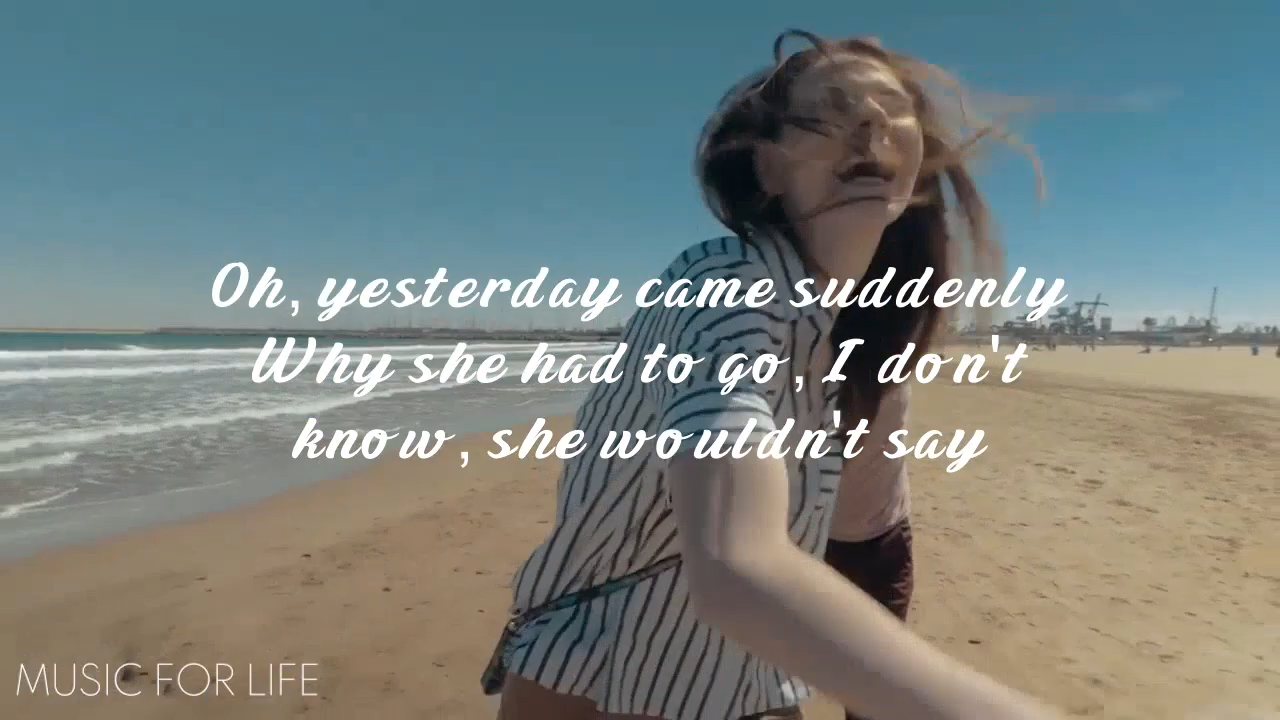 Oh, yesterday came suddenly
Why she had to go, I don't
know, she wouldn't say
MUSIC FOR LIFE